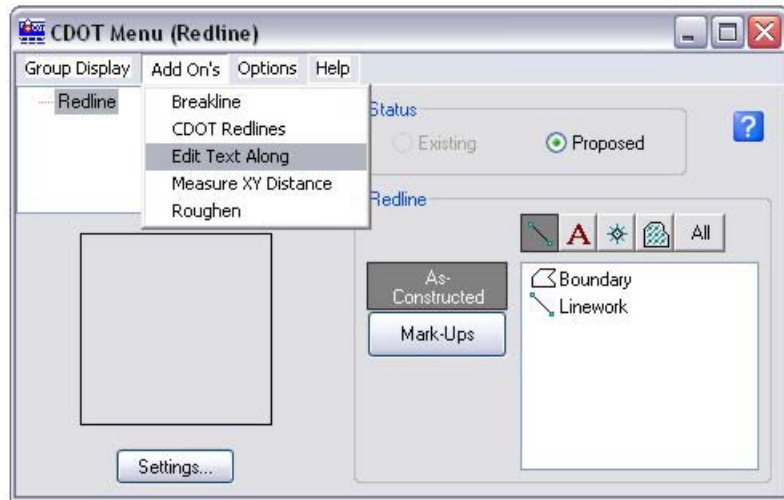 CDOT Menu (Redline)
Group Display Add On's Options Help
Redline
Breakline
CDOT Redlines
Edit Text Along
Measure XY Distance
Roughen
Status
Existing
Proposed
?
Redline
A
All
As-
Constructed
Mark-Ups
Boundary
Linework
Settings...